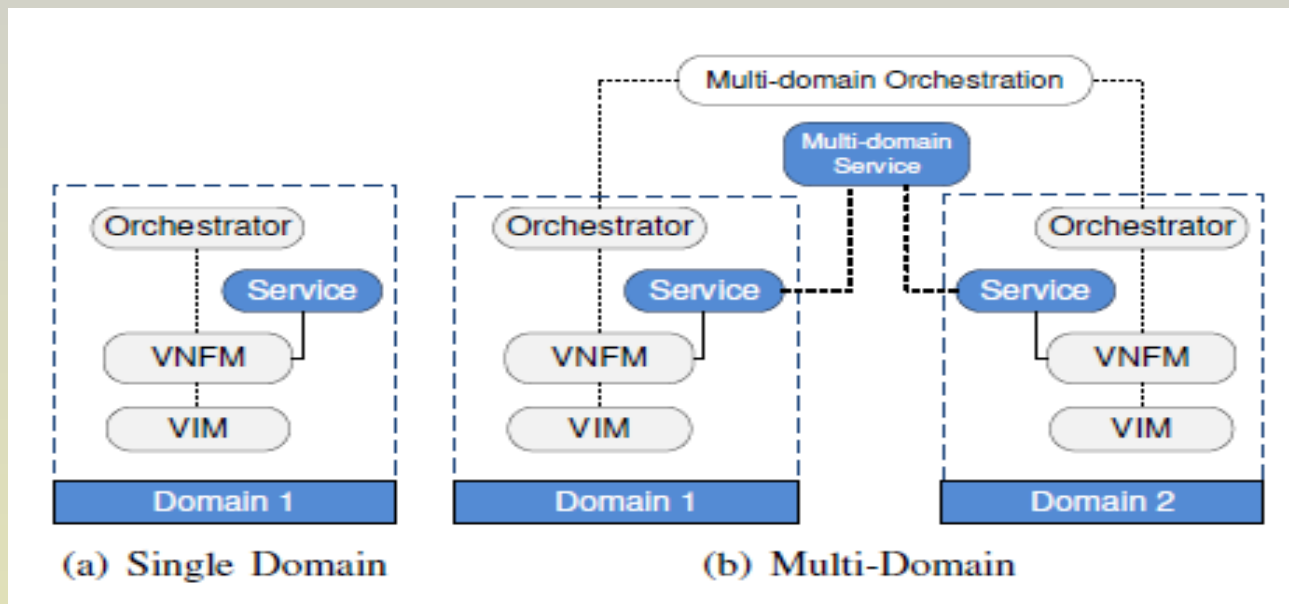 Orchestrator
Service
VNFM
VIM
Domain 1
(a) Single Domain
Multi-domain Orchestration
Multi-domain
Service
Orchestrator
Service
VNFM
VIM
Domain 1
Orchestrator
Service
VNFM
VIM
Domain 2
(b) Multi-Domain